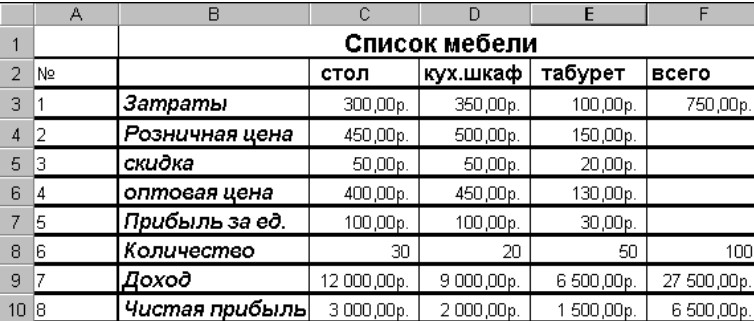 A B C D E F
1 Список мебели
2 № стол кух.шкаф табурет всего
3 1 Затраты 300,00р. 350,00р. 100,00р. 750,00р.
4 2 Розничная цена 450,00р. 500,00р. 150,00р.
5 3 скидка 50,00р. 50,00р. 20,00р.
6 4 оптовая цена 400,00р. 450,00р. 130,00р.
7 5 Прибыль за ед. 100,00р. 100,00р. 30,00р.
8 6 Количество 30 20 50 100
9 7 Доход 12 000,00р. 9 000,00р. 6 500,00р. 27 500,00р.
10 8 Чистая прибыль 3 000,00р. 2 000,00р. 1 500,00р. 6 500,00р.